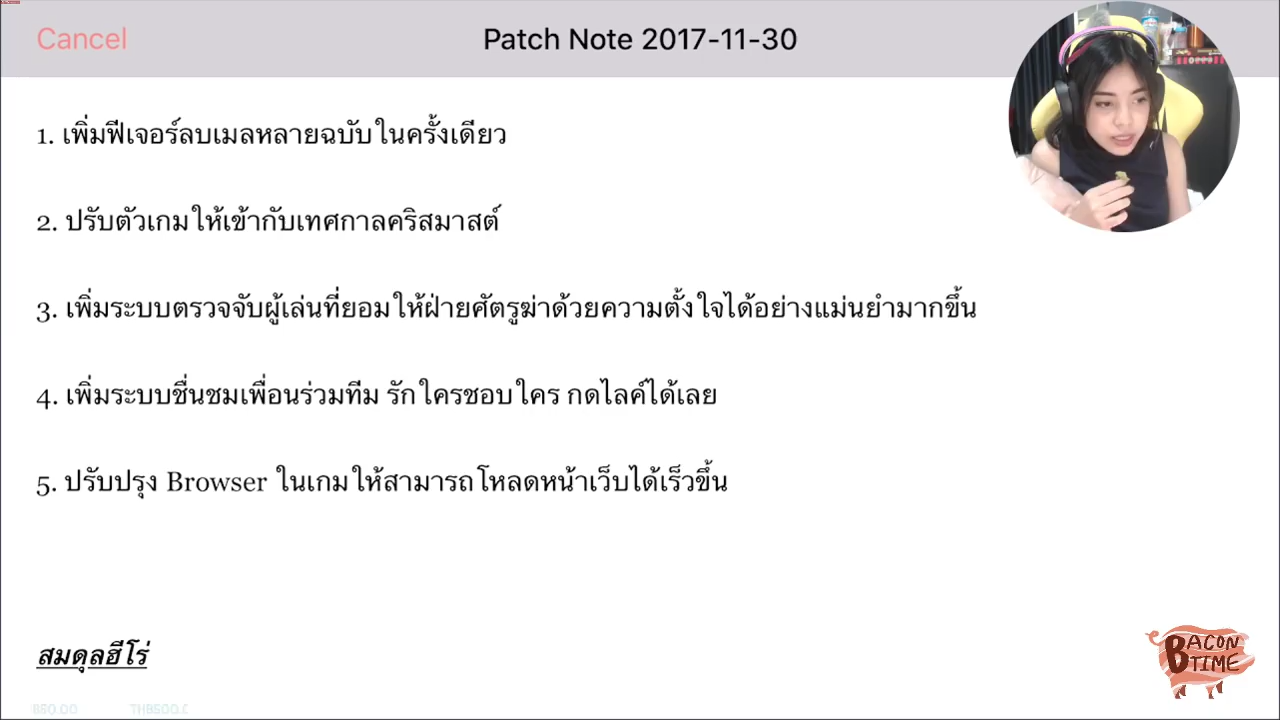 Cancel
Patch Note 2017-11-30
1. เพิ่มฟีเจอร์ลบเมลหลายฉบับในครั้งเดียว
2. ปรับตัวเกมให้เข้ากับเทศกาลคริสมาสต์
3. เพิ่มระบบตรวจจับผู้เล่นที่ยอมให้ฝ่ายศัตรูฆ่าด้วยความตั้งใจได้อย่างแม่นยำมากขึ้น
4. เพิ่มระบบชื่นชมเพื่อนร่วมทีม รักใครชอบใคร กดไลค์ได้เลย
5. ปรับปรุง Browser ในเกมให้สามารถโหลดหน้าเว็บได้เร็วขึ้น
สมดุลฮีโร่
BACON
TIME